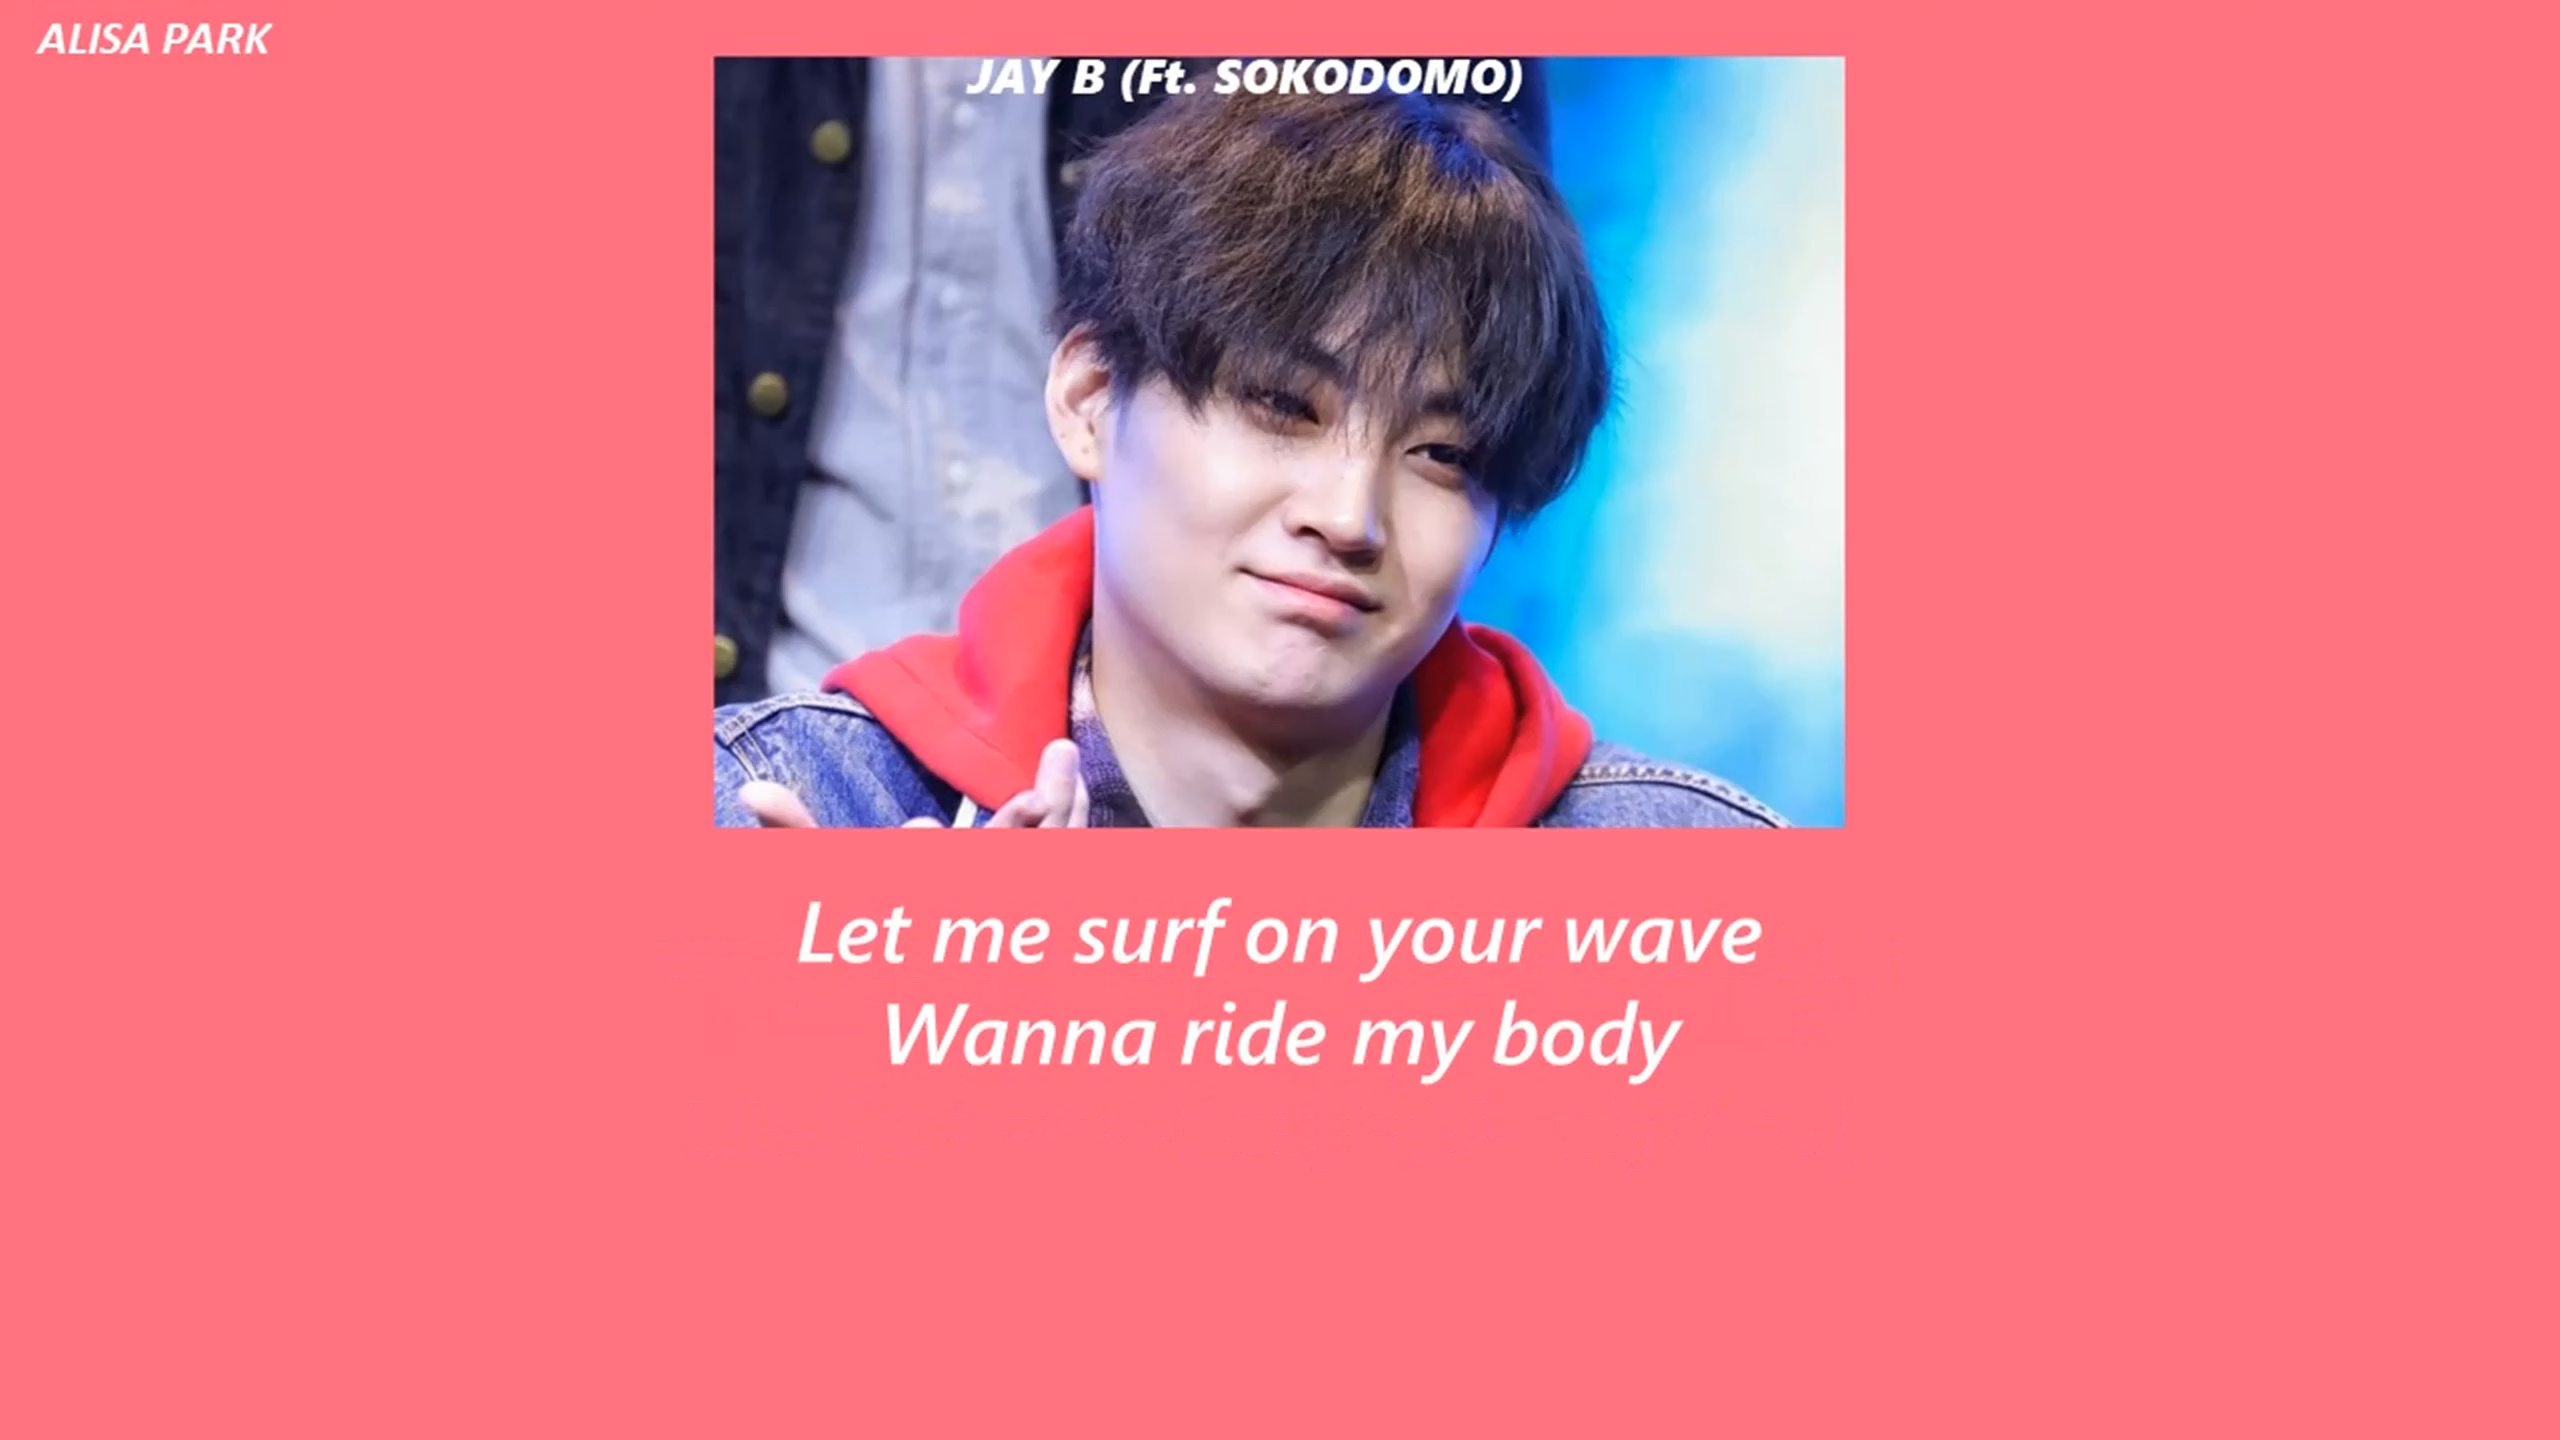 ALISA PARK
JAY B (Ft. SOKODOMO)
Let me surf on your wave
Wanna ride my body